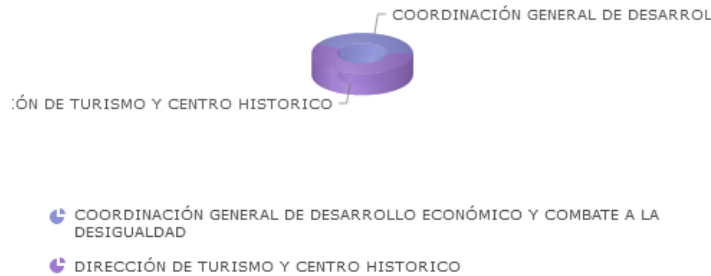 COORDINACIÓN GENERAL DE DESARROL
IÓN DE TURISMO Y CENTRO HISTORICO
COORDINACIÓN GENERAL DE DESARROLLO ECONÓMICO Y COMBATE A LA
DESIGUALDAD
DIRECCIÓN DE TURISMO Y CENTRO HISTORICO